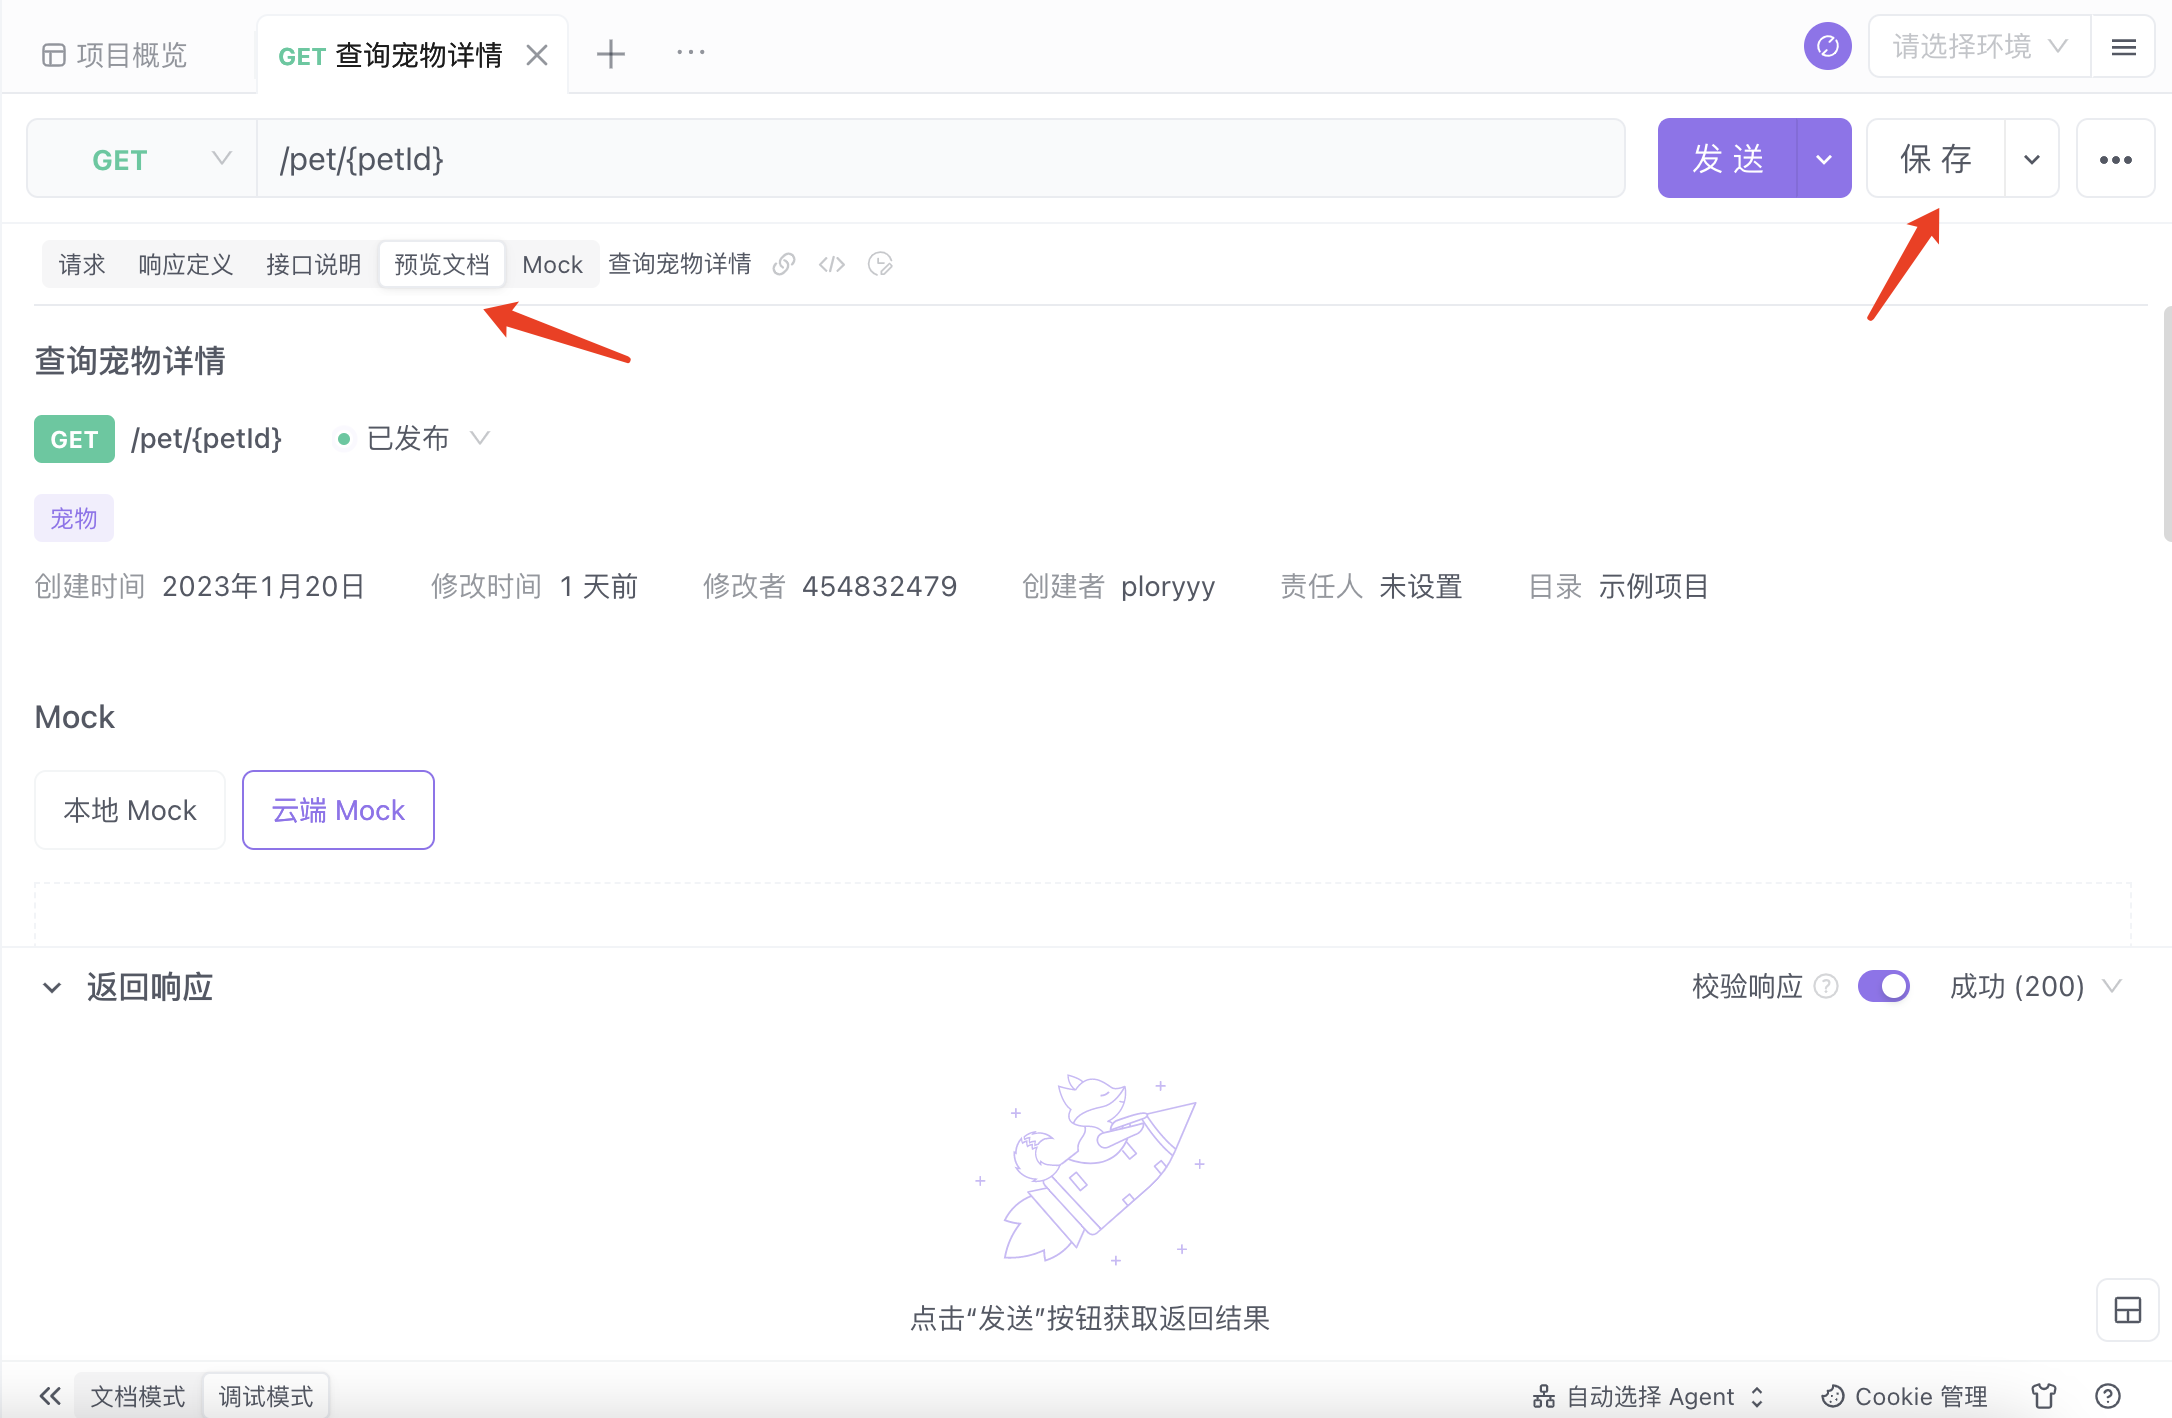 项目概览 GET 查询宠物详情 请选择环境
GET /pet/{petId} 发 送 保 存
请求 响应定义 接口说明 预览文档 Mock 查询宠物详情
查询宠物详情
GET /pet/{petId} 已发布
宠物
创建时间 2023年1月20日 修改时间 1 天前 修改者 454832479 创建者 ploryyy 责任人 未设置 目录 示例项目
Mock
本地 Mock 云端 Mock
返回响应 校验响应 成功 (200)
点击“发送”按钮获取返回结果
文档模式 调试模式 自动选择 Agent Cookie 管理